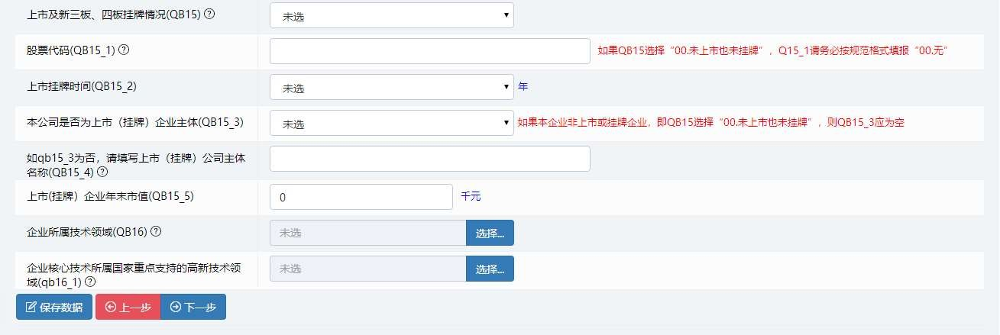 上市及新三板、四板挂牌情况(QB15) ?
未选
股票代码(QB15_1) ?
如果QB15选择“00.未上市也未挂牌”，Q15_1请务必按规范格式填报“00.无”
上市挂牌时间(QB15_2)
未选
年
本公司是否为上市（挂牌）企业主体(QB15_3)
未选
如果本企业非上市或挂牌企业，即QB15选择“00.未上市也未挂牌”，则QB15_3应为空
如qb15_3为否，请填写上市（挂牌）公司主体
名称(QB15_4) ?
上市(挂牌）企业年末市值(QB15_5)
0
千元
企业所属技术领域(QB16) ?
未选
选择...
企业核心技术所属国家重点支持的高新技术领
域(qb16_1) ?
未选
选择...
保存数据
上一步
下一步